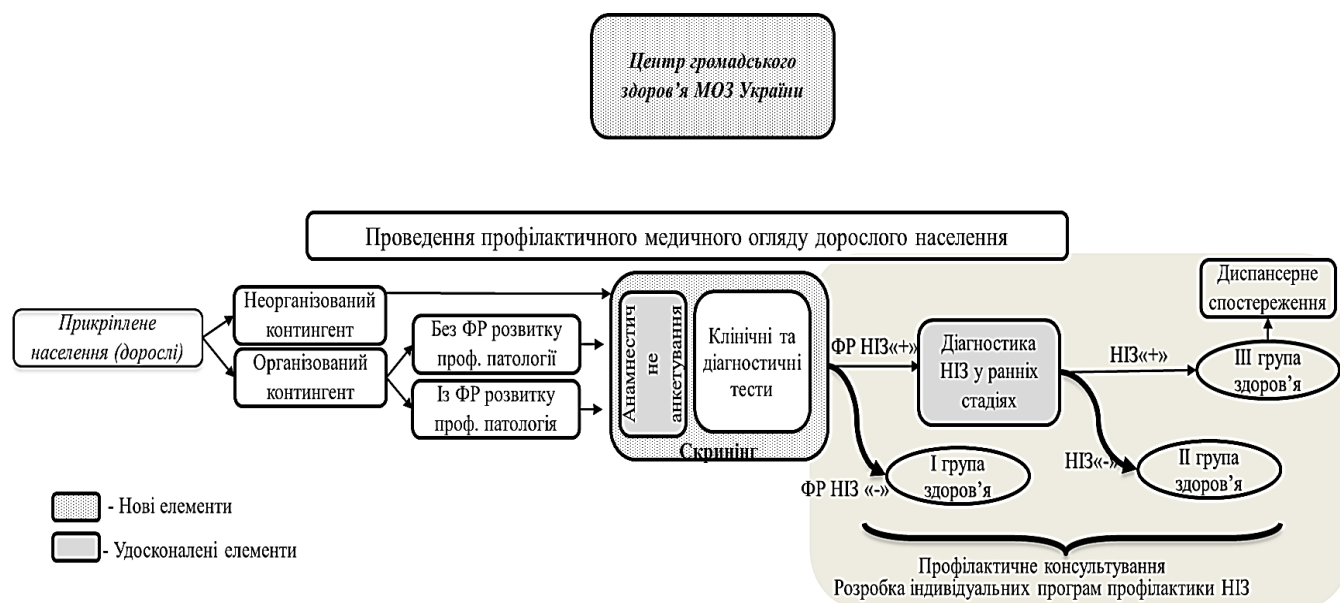 Центр громадського
здоров’я МОЗ України
Проведення профілактичного медичного огляду дорослого населення
Прикріплене
населення (дорослі)
Неорганізований
контингент
Організований
контингент
Без ФР розвитку
проф. патології
Із ФР розвитку
проф. патологія
Анамнестич
не
анкетування
Клінічні та
діагностичні
тести
Скринінг
ФР НІЗ«+»
ФР НІЗ «-»
Діагностика
НІЗ у ранніх
стадіях
НІЗ«+»
НІЗ«-»
Диспансерне
спостереження
ІІІ група
здоров’я
І група
здоров’я
ІІ група
здоров’я
- Нові елементи
- Удосконалені елементи
Профілактичне консультування
Розробка індивідуальних програм профілактики НІЗ